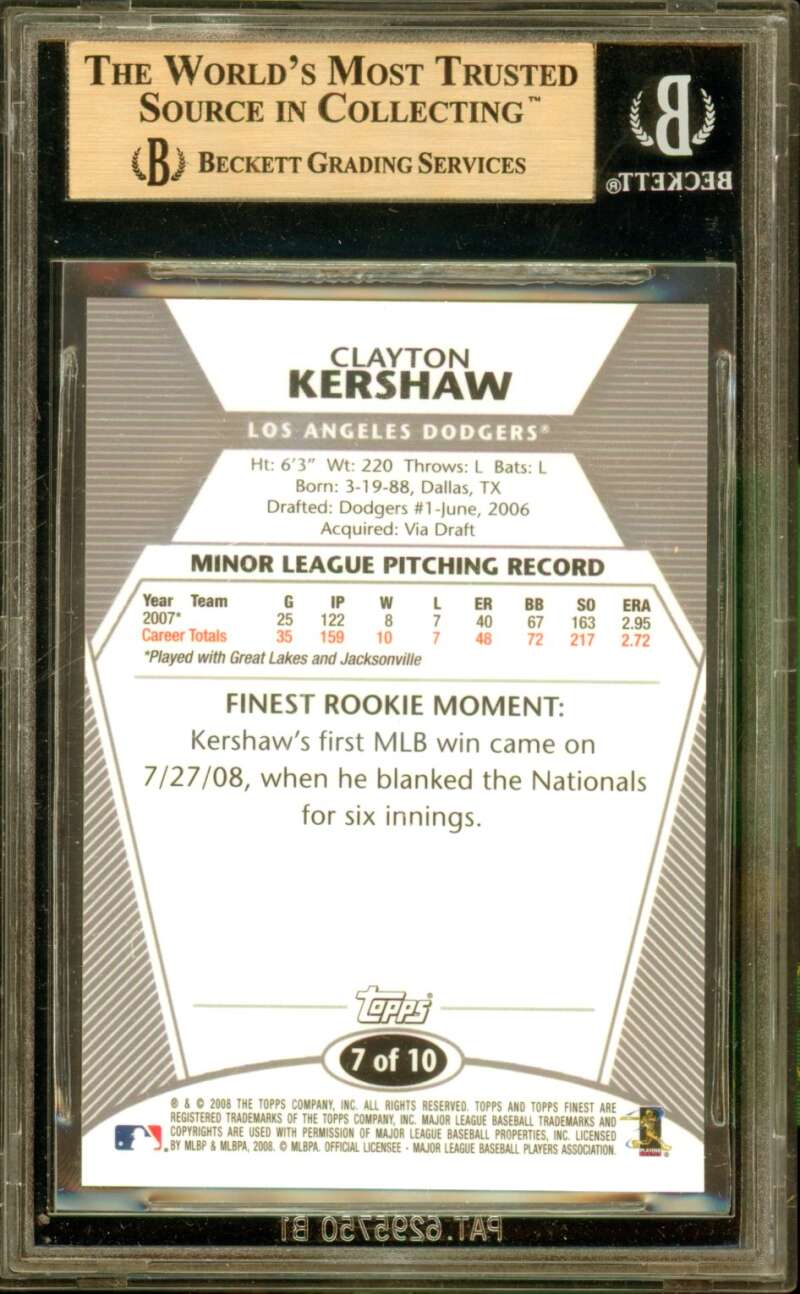 THE WORLD'S MOST TRUSTED
SOURCE IN COLLECTING™
B BECKETT GRADING SERVICES
B
BECKETT®
CLAYTON
KERSHAW
LOS ANGELES DODGERS®
Ht: 6'3" Wt: 220 Throws: L Bats: L
Born: 3-19-88, Dallas, TX
Drafted: Dodgers #1-June, 2006
Acquired: Via Draft
MINOR LEAGUE PITCHING RECORD
Year Team G IP W L ER BB SO ERA
2007* 25 122 8 7 40 67 163 2.95
Career Totals 35 159 10 7 48 72 217 2.72
*Played with Great Lakes and Jacksonville
FINEST ROOKIE MOMENT:
Kershaw's first MLB win came on
7/27/08, when he blanked the Nationals
for six innings.
Topps®
7 of 10
® & © 2008 THE TOPPS COMPANY, INC. ALL RIGHTS RESERVED. TOPPS AND TOPPS FINEST ARE
REGISTERED TRADEMARKS OF THE TOPPS COMPANY, INC. MAJOR LEAGUE BASEBALL TRADEMARKS AND
COPYRIGHTS ARE USED WITH PERMISSION OF MAJOR LEAGUE BASEBALL PROPERTIES, INC. LICENSED
BY MLBP & MLBPA, 2008. © MLBPA. OFFICIAL LICENSEE - MAJOR LEAGUE BASEBALL PLAYERS ASSOCIATION.
PAT.6295750 B1